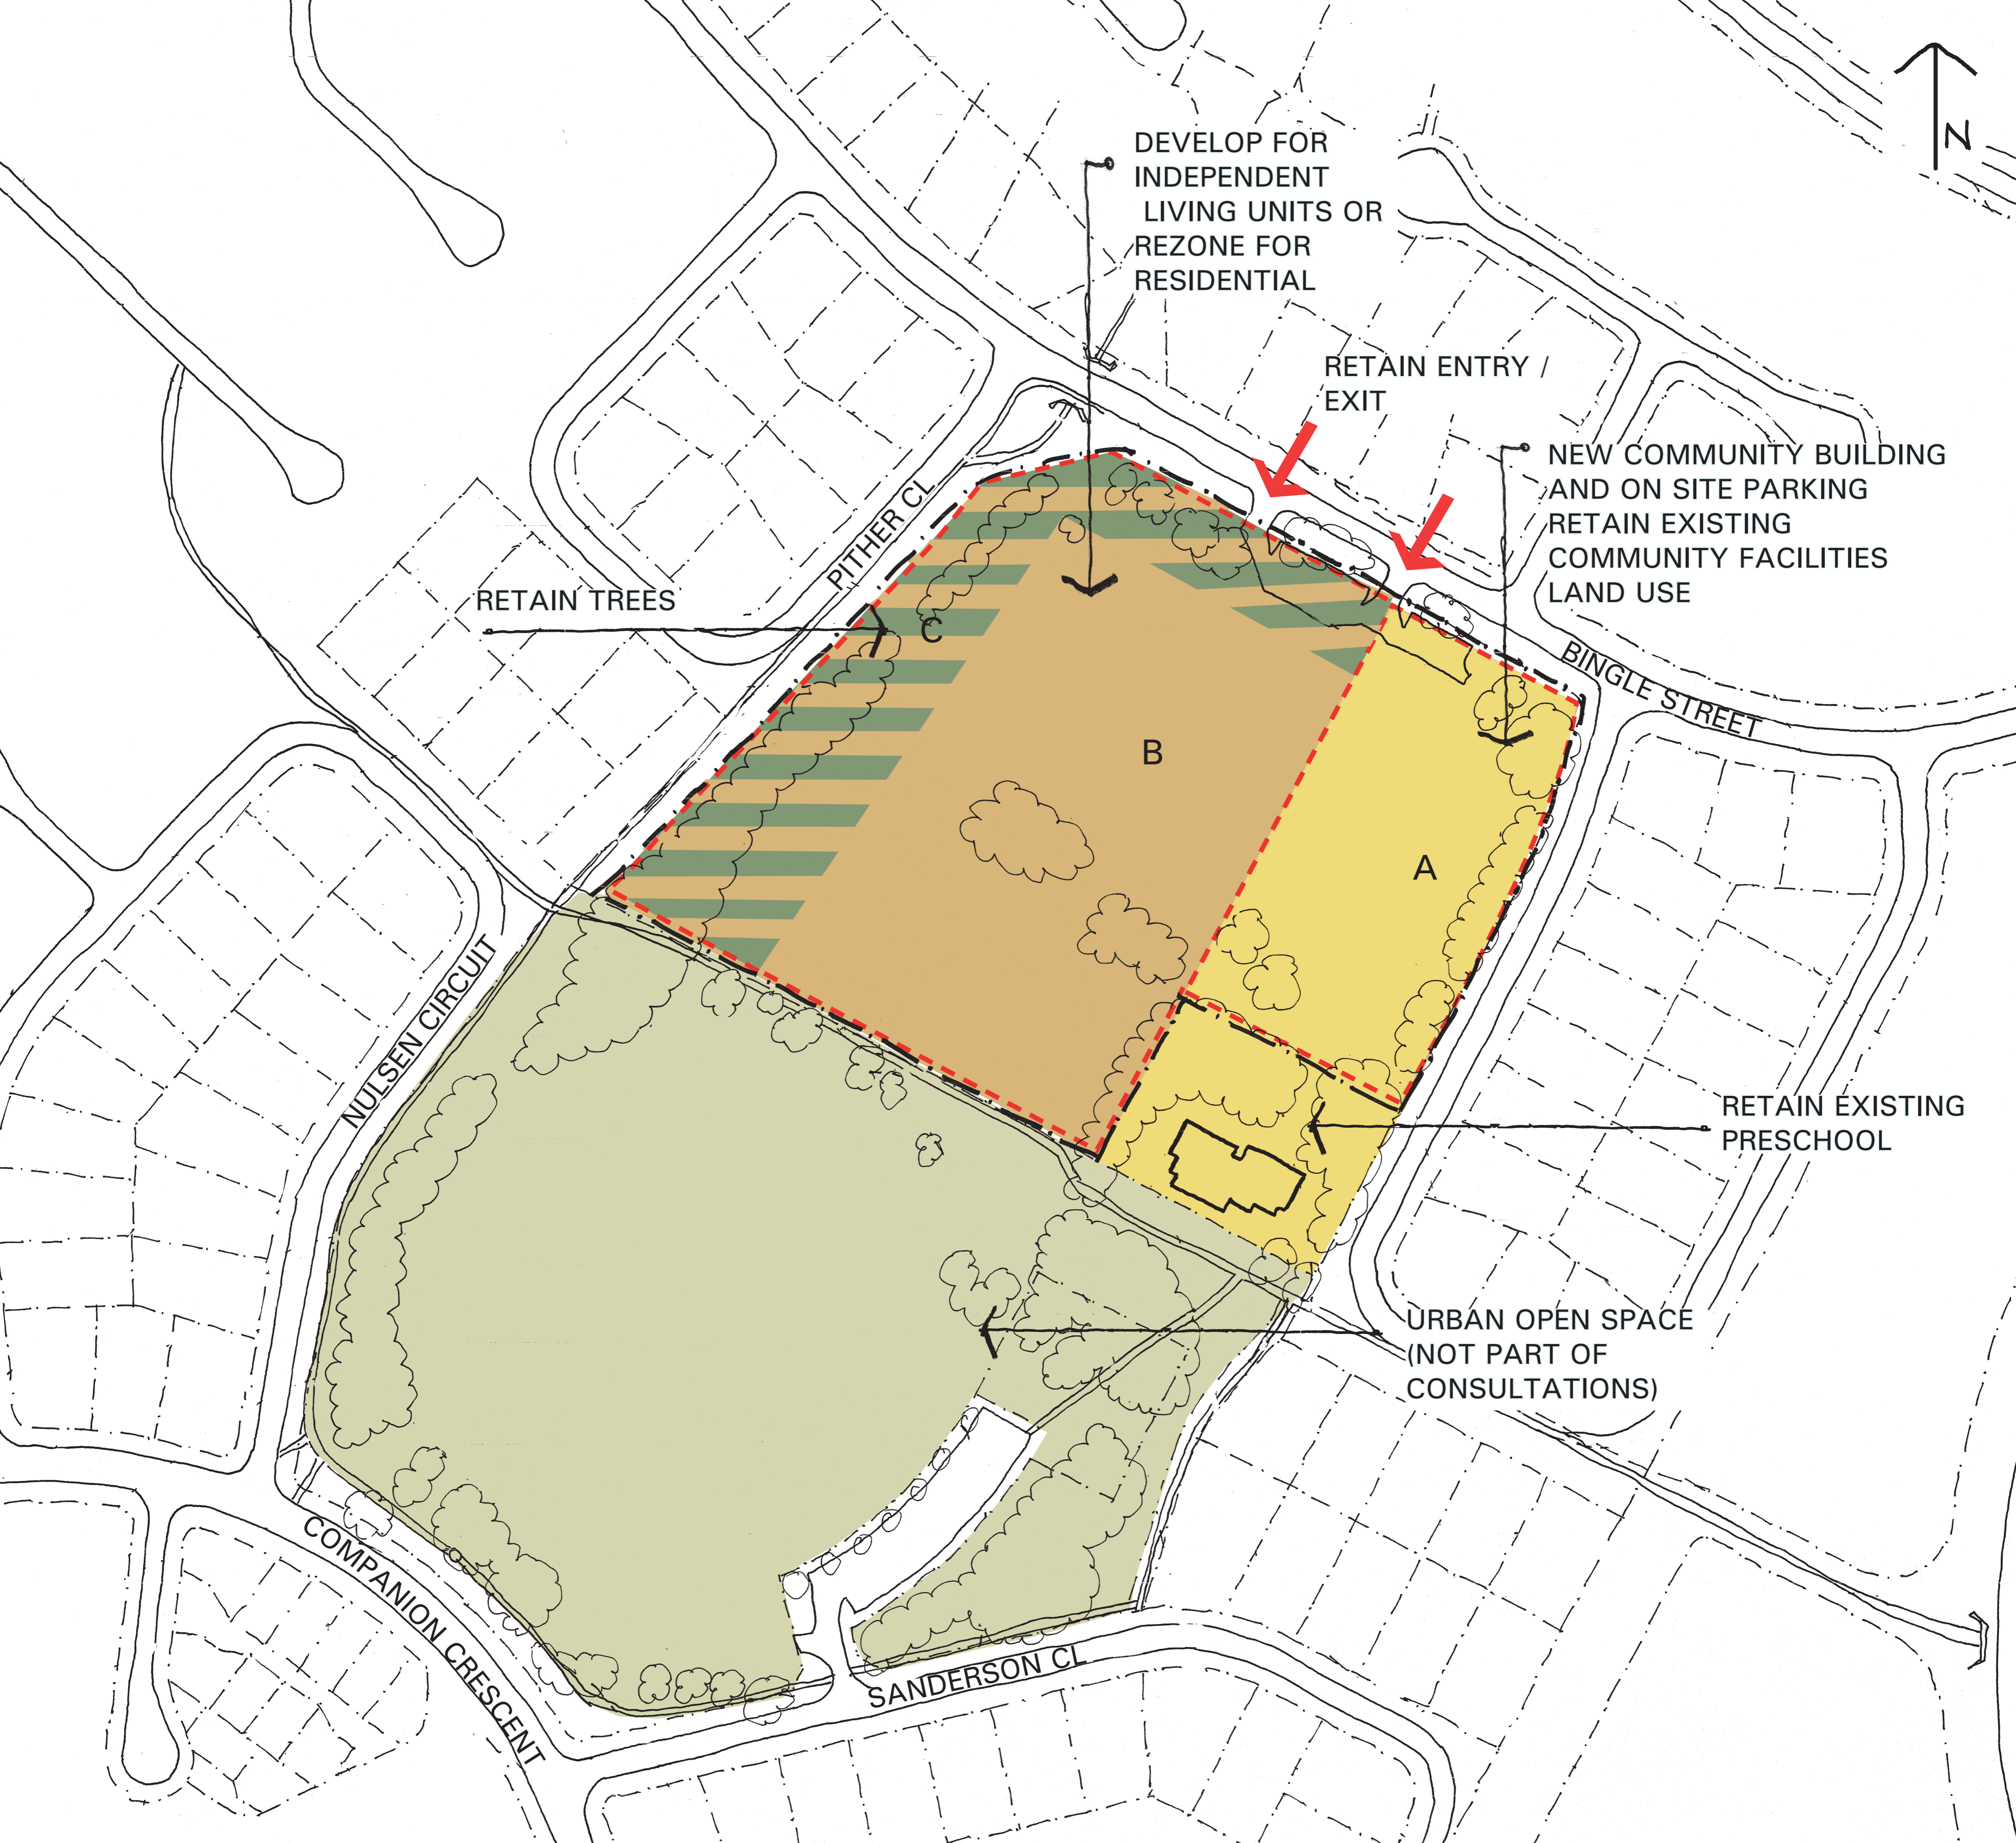 N
DEVELOP FOR
INDEPENDENT
LIVING UNITS OR
REZONE FOR
RESIDENTIAL
RETAIN ENTRY /
EXIT
NEW COMMUNITY BUILDING
AND ON SITE PARKING
RETAIN EXISTING
COMMUNITY FACILITIES
LAND USE
PITHER CL
RETAIN TREES
C
B
A
BINGLE STREET
NULSEN CIRCUIT
RETAIN EXISTING
PRESCHOOL
URBAN OPEN SPACE
(NOT PART OF
CONSULTATIONS)
COMPANION CRESCENT
SANDERSON CL